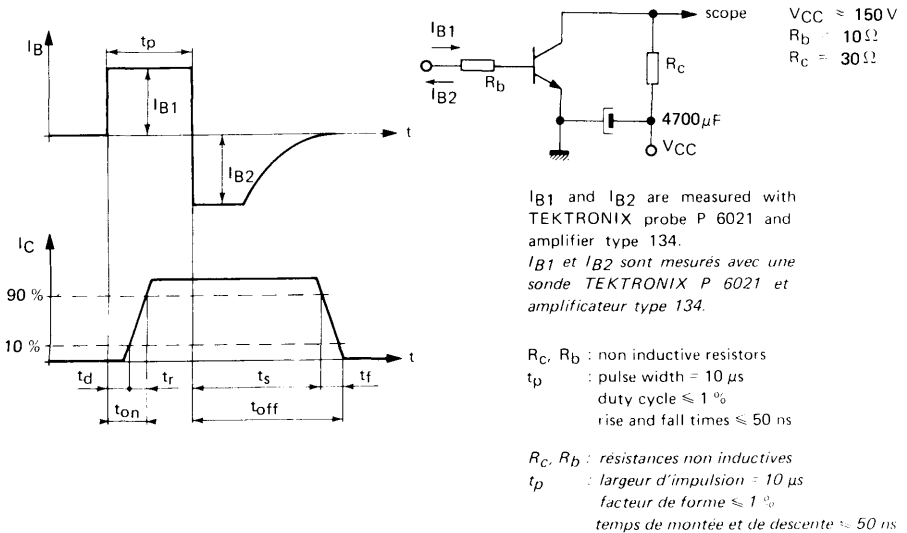 I_B
t_p
I_B1
t
I_B2
I_C
90 %
10 %
t
t_d
t_r
t_s
t_f
t_on
t_off
I_B1
I_B2
R_b
scope
R_c
4700 µF
V_CC
V_CC = 150 V
R_b = 10 Ω
R_c = 30 Ω
I_B1 and I_B2 are measured with
TEKTRONIX probe P 6021 and
amplifier type 134.
I_B1 et I_B2 sont mesurés avec une
sonde TEKTRONIX P 6021 et
amplificateur type 134.
R_c, R_b : non inductive resistors
t_p : pulse width = 10 µs
duty cycle ⩽ 1 %
rise and fall times ⩽ 50 ns
R_c, R_b : résistances non inductives
t_p : largeur d'impulsion = 10 µs
facteur de forme ⩽ 1 %
temps de montée et de descente ⩽ 50 ns